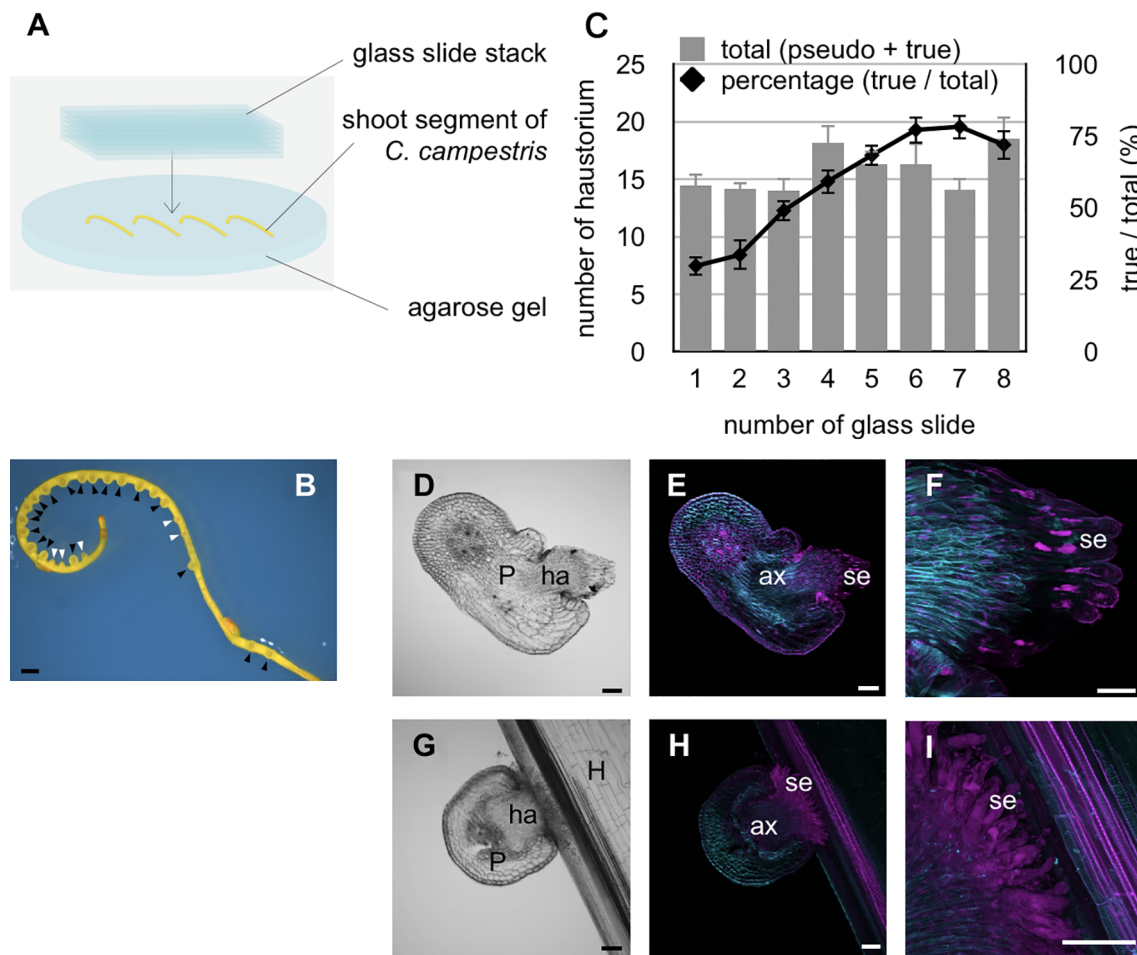 A
glass slide stack
shoot segment of
C. campestris
agarose gel
C
total (pseudo + true)
percentage (true / total)
number of haustorium
25
20
15
10
5
0
100
75
50
25
0
true / total (%)
1 2 3 4 5 6 7 8
number of glass slide
B
D
P ha
E
ax se
F
se
G
H
ha
P
H
se
ax
I
se